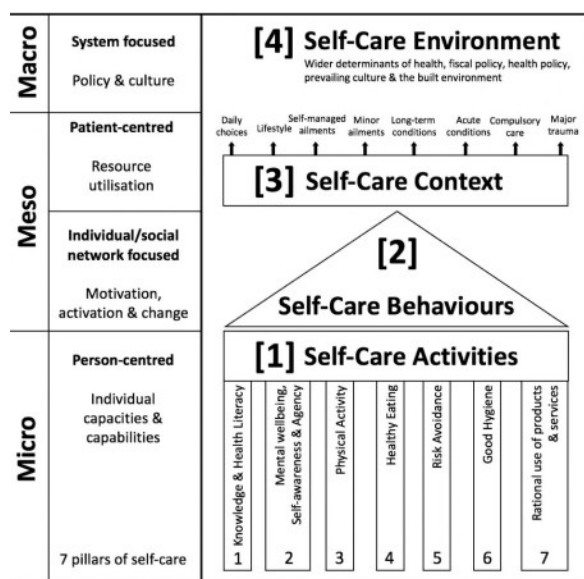 Macro
System focused
Policy & culture
[4] Self-Care Environment
Wider determinants of health, fiscal policy, health policy,
prevailing culture & the built environment
Meso
Patient-centred
Resource
utilisation
Daily
choices
Lifestyle
Self-managed
ailments
Minor
ailments
Long-term
conditions
Acute
conditions
Compulsory
care
Major
trauma
[3] Self-Care Context
Individual/social
network focused
Motivation,
activation & change
[2]
Self-Care Behaviours
Micro
Person-centred
Individual
capacities &
capabilities
7 pillars of self-care
[1] Self-Care Activities
Knowledge & Health Literacy
1
Mental wellbeing,
Self-awareness & Agency
2
Physical Activity
3
Healthy Eating
4
Risk Avoidance
5
Good Hygiene
6
Rational use of products
& services
7